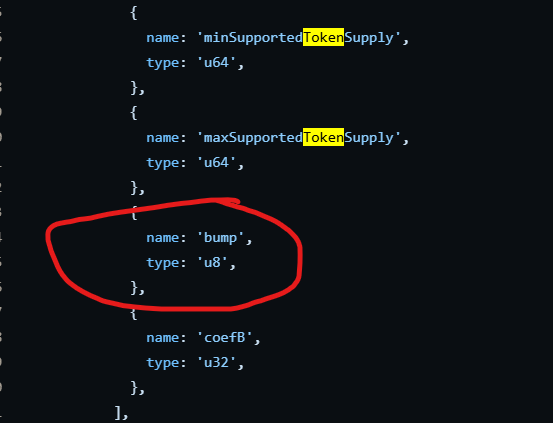 {
name: 'minSupportedTokenSupply',
type: 'u64',
},
{
name: 'maxSupportedTokenSupply',
type: 'u64',
},
{
name: 'bump',
type: 'u8',
},
{
name: 'coefB',
type: 'u32',
},
],